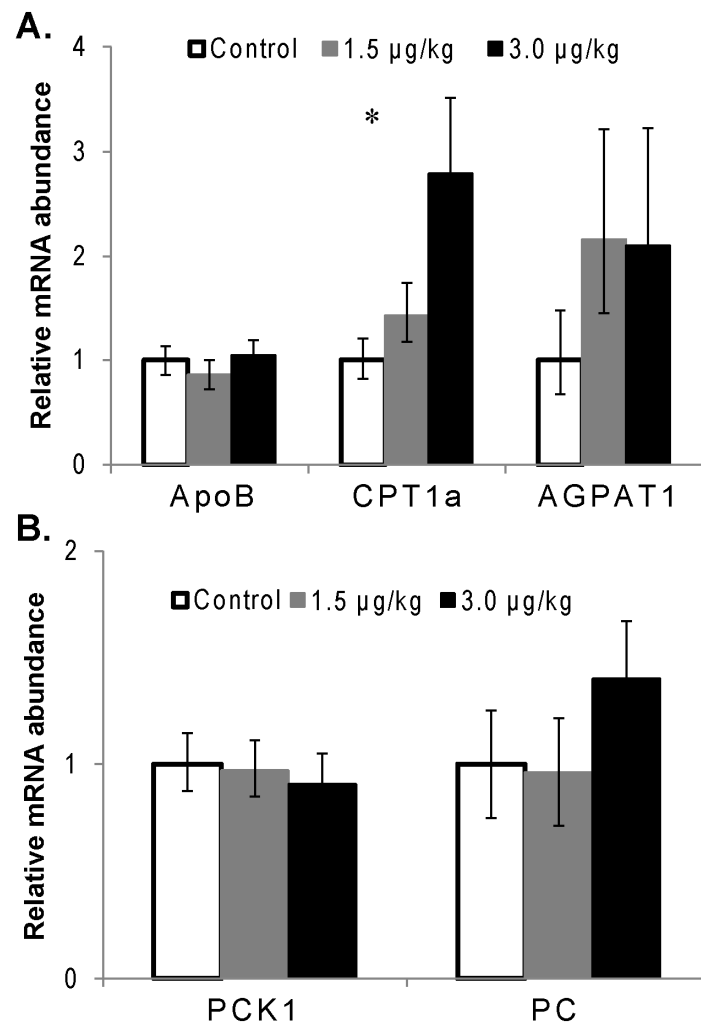 A.
4
Control 1.5 µg/kg 3.0 µg/kg
3
*
2
1
0
Relative mRNA abundance
ApoB CPT1a AGPAT1
B.
2
Control 1.5 µg/kg 3.0 µg/kg
1
0
Relative mRNA abundance
PCK1 PC